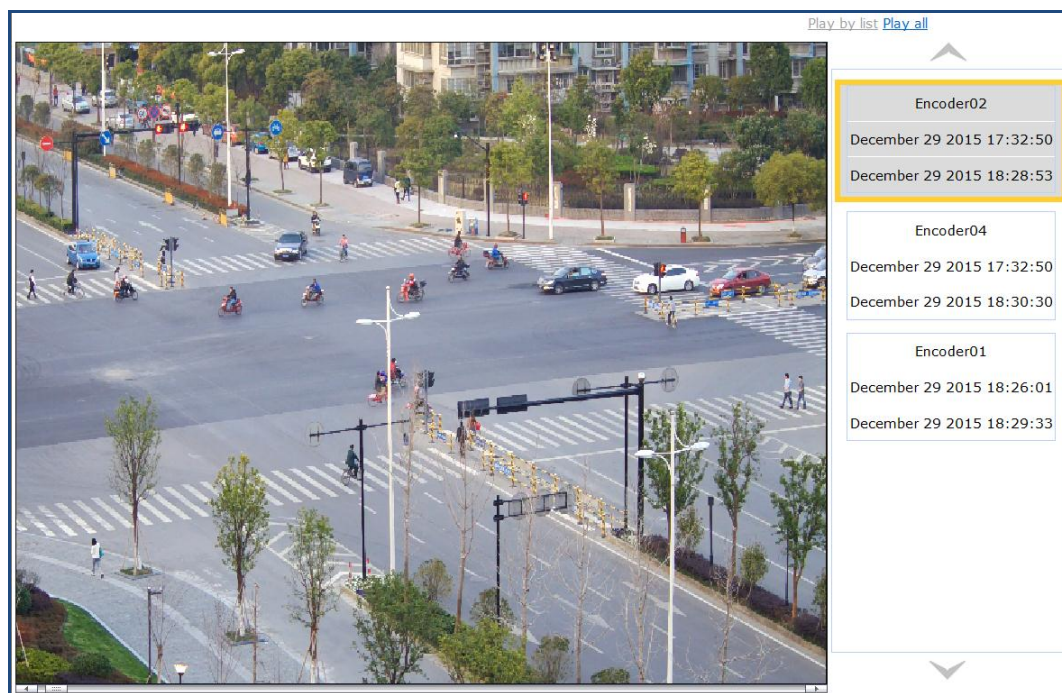 Play by list Play all
Encoder02
December 29 2015 17:32:50
December 29 2015 18:28:53
Encoder04
December 29 2015 17:32:50
December 29 2015 18:30:30
Encoder01
December 29 2015 18:26:01
December 29 2015 18:29:33